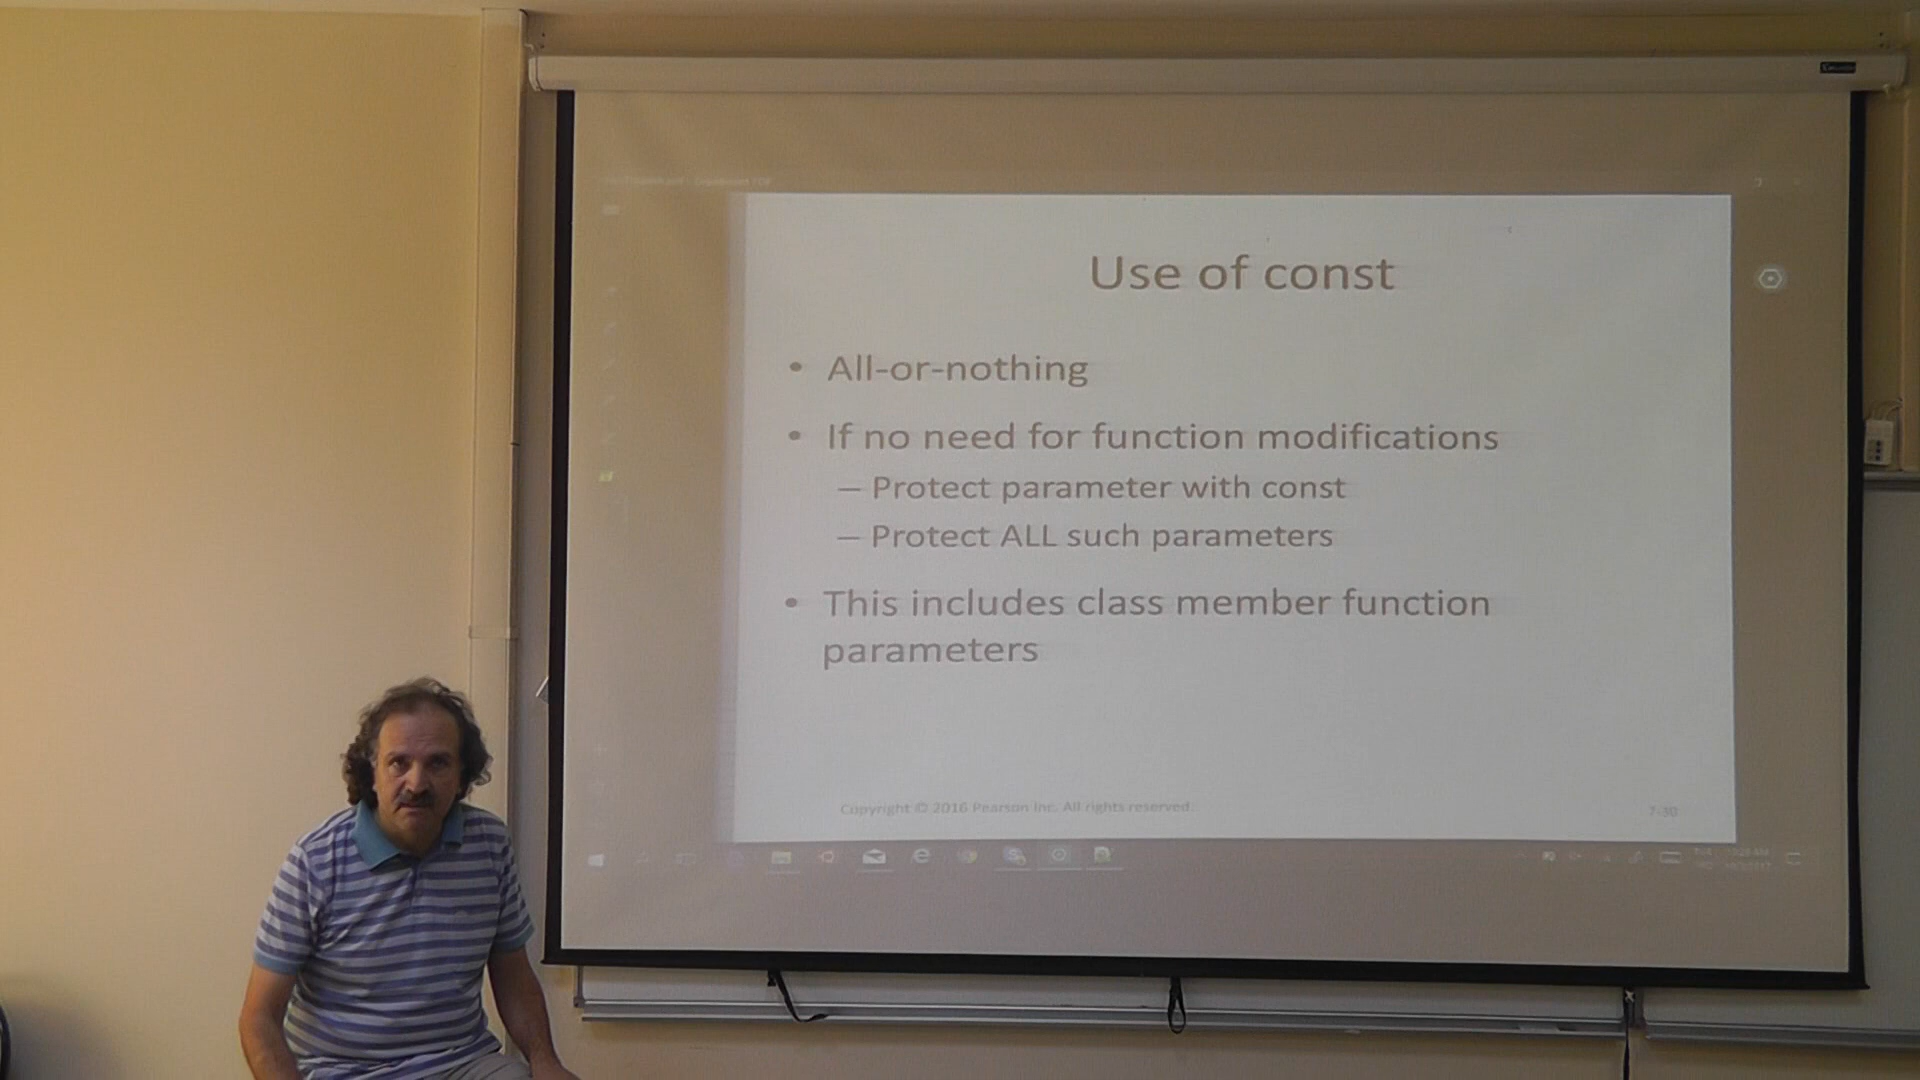 Use of const
• All-or-nothing
• If no need for function modifications
– Protect parameter with const
– Protect ALL such parameters
• This includes class member function
parameters
Copyright © 2016 Pearson Inc. All rights reserved.
7-30